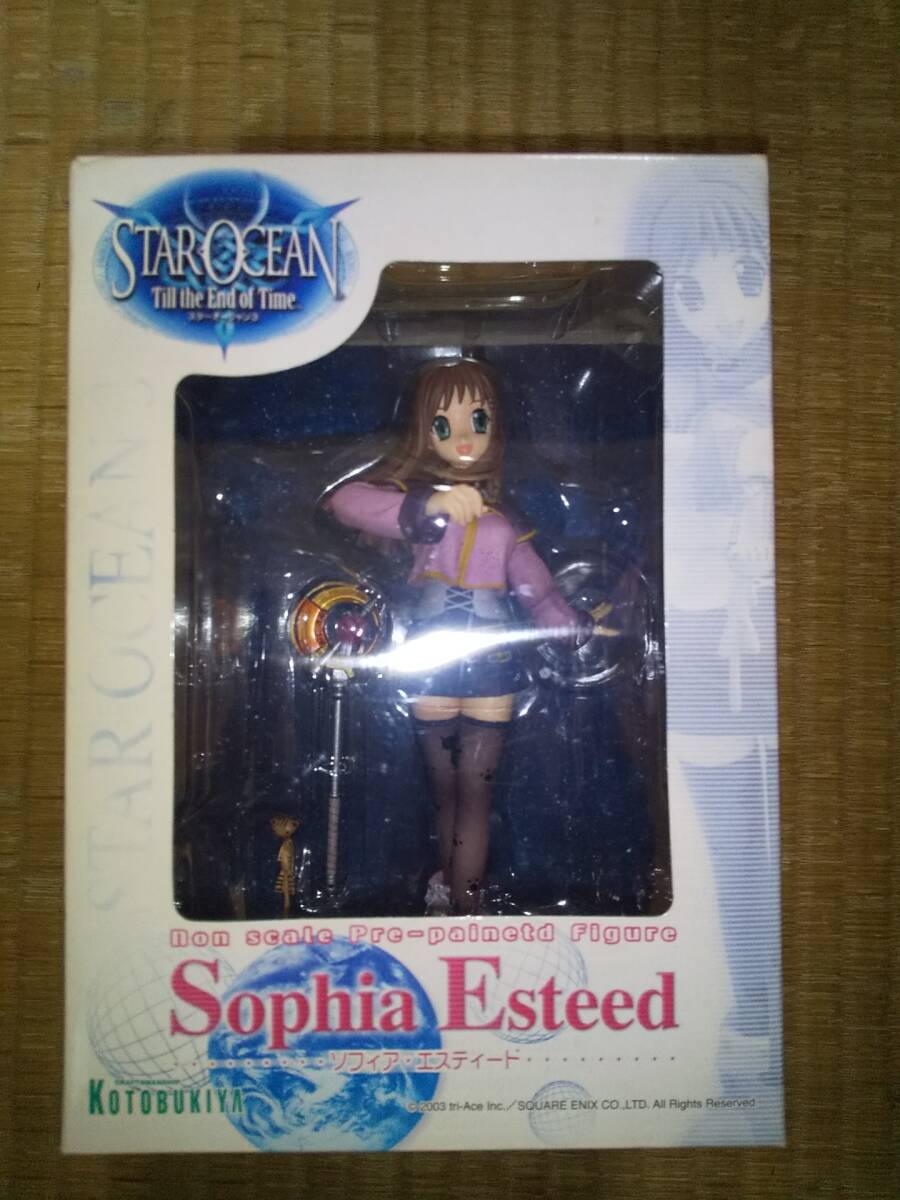 STAR OCEAN
Till the End of Time
スターオーシャン3
STAR OCEAN 3
Non scale Pre-painetd Figure
Sophia Esteed
ソフィア・エスティード
CRAFTSMANSHIP
KOTOBUKIYA
© 2003 tri-Ace Inc.／SQUARE ENIX CO.,LTD. All Rights Reserved